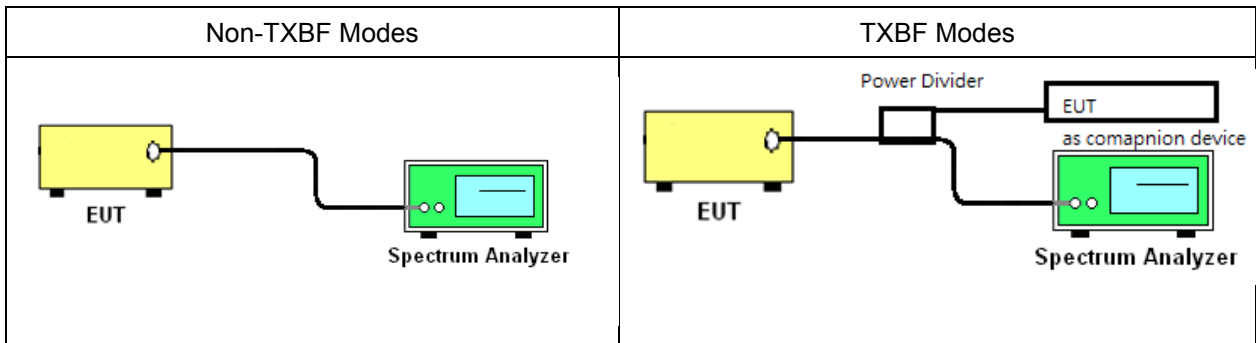 Non-TXBF Modes
TXBF Modes
EUT
Spectrum Analyzer
Power Divider
EUT
as comapnion device
EUT
Spectrum Analyzer